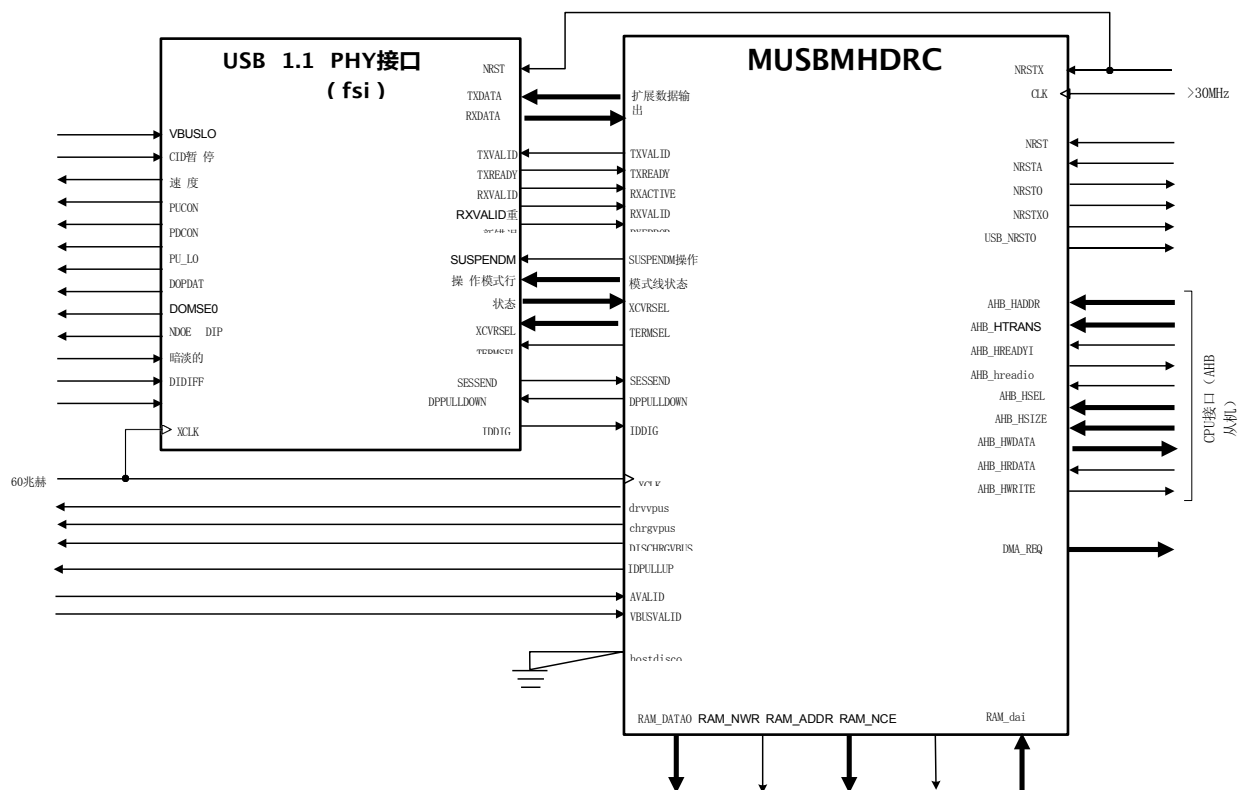 USB 1.1 PHY接口
(fsi)
NRST
TXDATA
RXDATA
VBUSLO
CID暂 停
速 度
PUCON
PDCON
PU_LO
DOPDAT
DOMSE0
NDOE DIP
暗淡的
DIDIFF
XCLK
TXVALID
TXREADY
RXVALID
RXVALID重
SUSPENDM
操 作模式行
状态
XCVRSEL
TERMSEL
SESSEND
DPPULLDOWN
IDDIG
60兆赫
MUSBMHDRC
扩展数据输
出
TXVALID
TXREADY
RXACTIVE
RXVALID
RXERROR
SUSPENDM操作
模式线状态
XCVRSEL
TERMSEL
SESSEND
DPPULLDOWN
IDDIG
XCLK
drvvpus
chrgvpus
DISCHRGVBUS
IDPULLUP
AVALID
VBUSVALID
hostdisco
NRSTX
CLK
>30MHz
NRST
NRSTA
NRSTO
NRSTXO
USB_NRSTO
AHB_HADDR
AHB_HTRANS
AHB_HREADYI
AHB_hreadio
AHB_HSEL
AHB_HSIZE
AHB_HWDATA
AHB_HRDATA
AHB_HWRITE
CPU接口（AHB
从机）
DMA_REQ
RAM_DATAO RAM_NWR RAM_ADDR RAM_NCE
RAM_dai